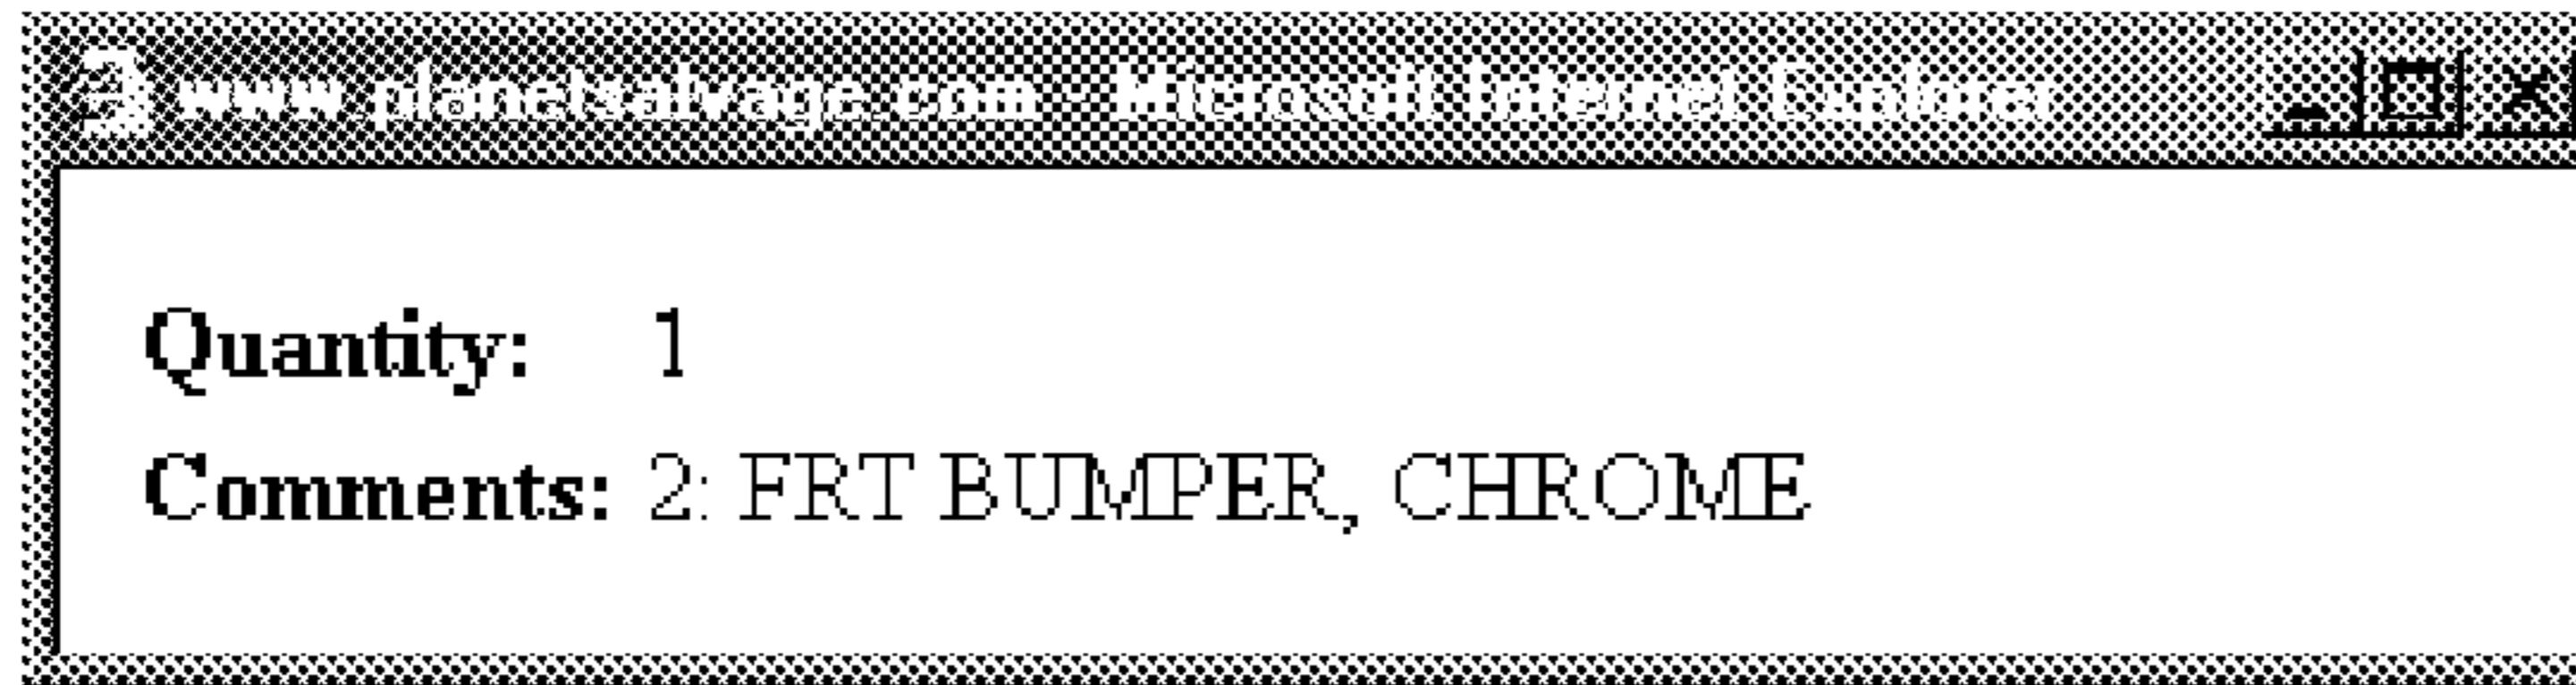 www.planetsalvage.com - Microsoft Internet Explorer
Quantity: 1
Comments: 2: FRT BUMPER, CHROME